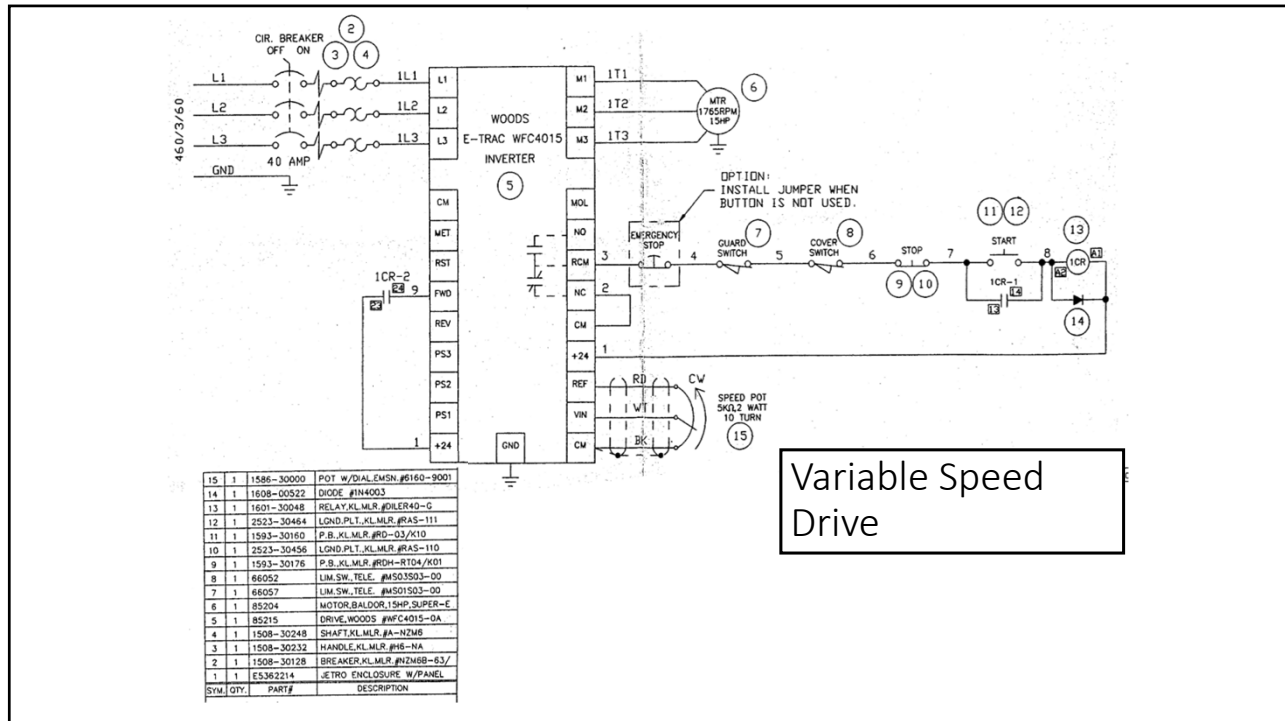 CIR. BREAKER
OFF ON
2
3 4
460/3/60
L1
L2
L3
GND
40 AMP
1L1
1L2
1L3
L1
L2
L3
CM
MET
RST
FWD
REV
PS3
PS2
PS1
+24
WOODS
E-TRAC WFC4015
INVERTER
5
GND
M1
M2
M3
MOL
NO
RCM
NC
CM
+24
REF
VIN
CM
1T1
1T2
1T3
MTR
1765RPM
15HP
6
OPTION:
INSTALL JUMPER WHEN
BUTTON IS NOT USED.
EMERGENCY
STOP
3
4
GUARD
SWITCH
7
5
COVER
SWITCH
8
6
STOP
9 10
7
11 12
START
8
1CR-1
13
14
13
1CR
A2
A1
14
2
1
1CR-2
24
23
9
1
RD
WT
BK
CW
SPEED POT
5KΩ,2 WATT
10 TURN
15
Variable Speed
Drive
15 1 1586-30000 POT W/DIAL,EMSN.#6160-9001
14 1 1608-00522 DIODE #1N4003
13 1 1601-30048 RELAY,KL.MLR.#DILER40-G
12 1 2523-30464 LGND.PLT.,KL.MLR.#RAS-111
11 1 1593-30160 P.B.,KL.MLR.#RD-03/K10
10 1 2523-30456 LGND.PLT.,KL.MLR.#RAS-110
9 1 1593-30176 P.B.,KL.MLR.#RDH-RT04/K01
8 1 66052 LIM.SW.,TELE. #MS03S03-00
7 1 66057 LIM.SW.,TELE. #MS01S03-00
6 1 85204 MOTOR,BALDOR,15HP,SUPER-E
5 1 85215 DRIVE,WOODS #WFC4015-0A
4 1 1508-30248 SHAFT,KL.MLR.#A-NZM6
3 1 1508-30232 HANDLE,KL.MLR.#H6-NA
2 1 1508-30128 BREAKER,KL.MLR.#NZM6B-63/
1 1 E5362214 JETRO ENCLOSURE W/PANEL
SYM. QTY. PART# DESCRIPTION